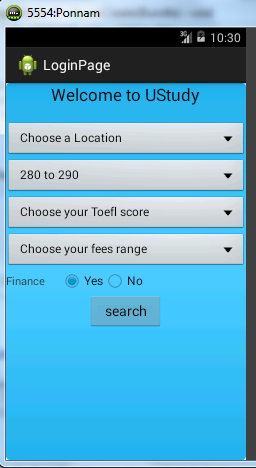 5554:Ponnam
3G 10:30
LoginPage
Welcome to UStudy
Choose a Location
280 to 290
Choose your Toefl score
Choose your fees range
Finance Yes No
search